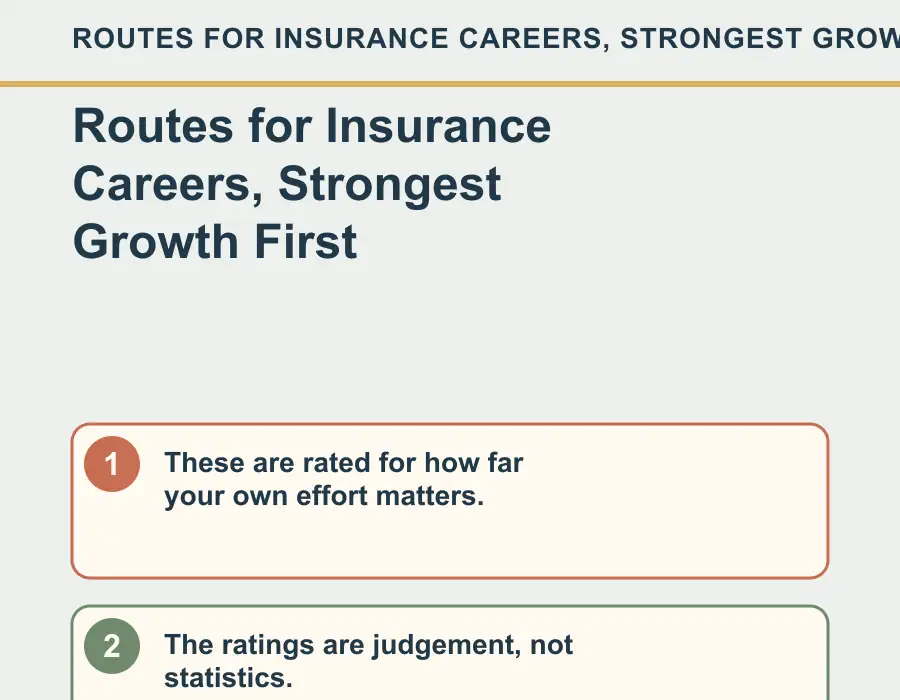 ROUTES FOR INSURANCE CAREERS, STRONGEST
Routes for Insurance
Careers, Strongest
Growth First
1
These are rated for how far
your own effort matters.
2
The ratings are judgement, not
statistics.